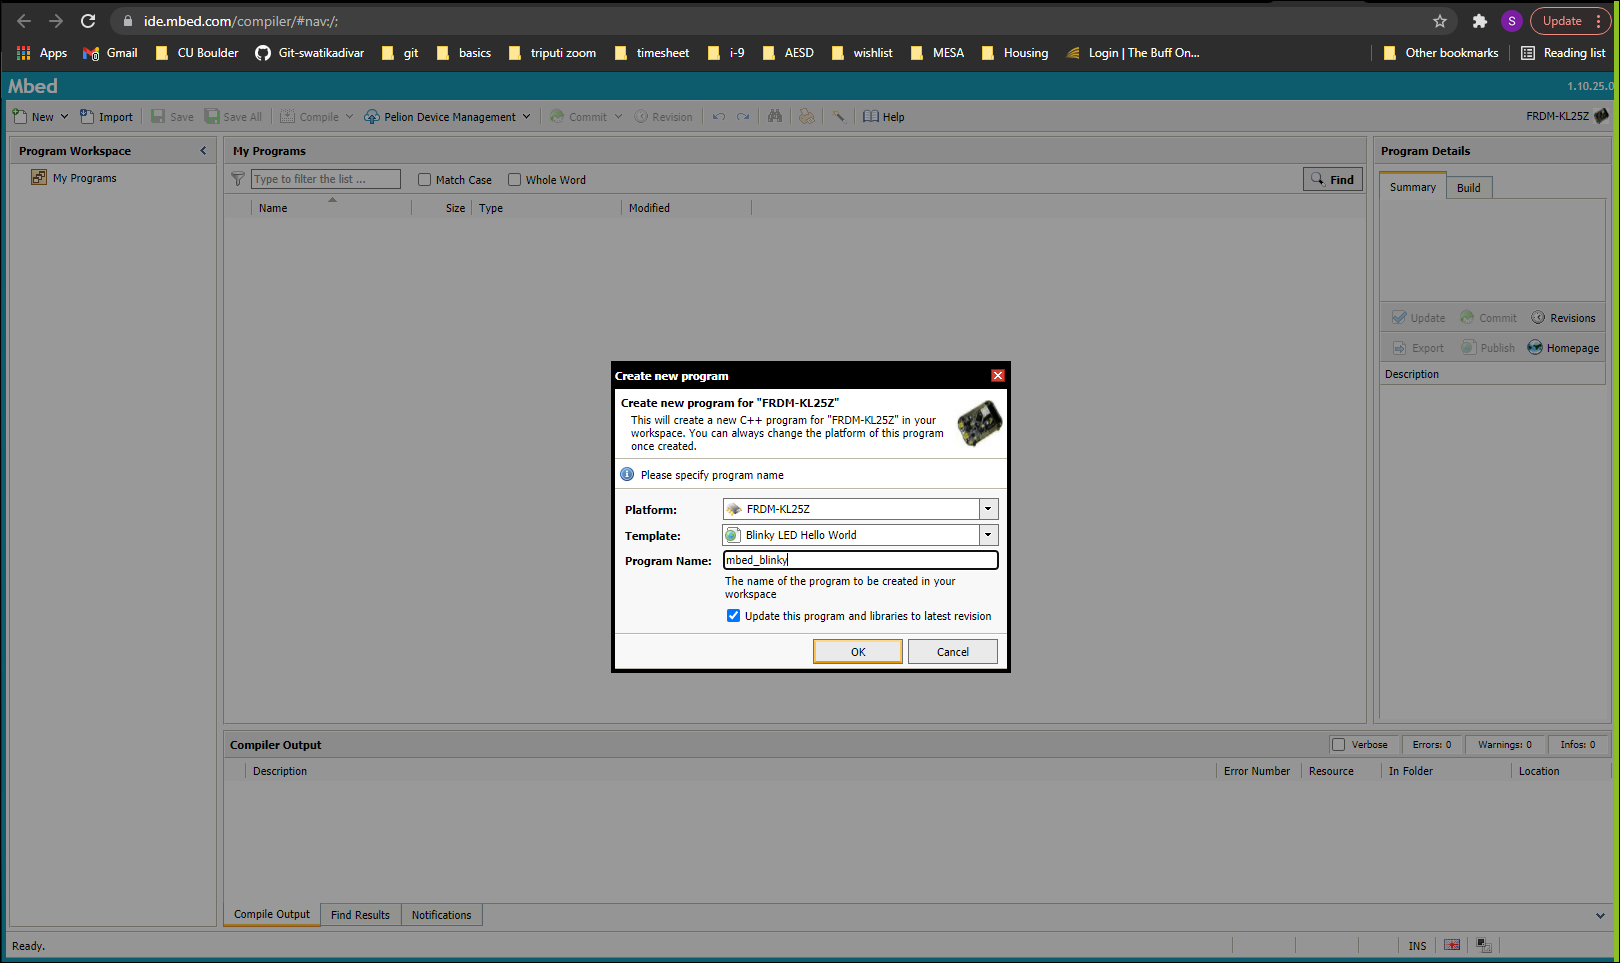 ide.mbed.com/compiler/#nav:/;
S
Update
Apps
Gmail
CU Boulder
Git-swatikadivar
git
basics
triputi zoom
timesheet
i-9
AESD
wishlist
MESA
Housing
Login | The Buff On...
Other bookmarks
Reading list
Mbed
1.10.25.0
New
Import
Save
Save All
Compile
Pelion Device Management
Commit
Revision
Help
FRDM-KL25Z
Program Workspace
My Programs
My Programs
Type to filter the list ...
Match Case
Whole Word
Find
Name
Size
Type
Modified
Program Details
Summary
Build
Update
Commit
Revisions
Export
Publish
Homepage
Description
Create new program
Create new program for "FRDM-KL25Z"
This will create a new C++ program for "FRDM-KL25Z" in your
workspace. You can always change the platform of this program
once created.
Please specify program name
Platform:
FRDM-KL25Z
Template:
Blinky LED Hello World
Program Name:
mbed_blinky
The name of the program to be created in your
workspace
Update this program and libraries to latest revision
OK
Cancel
Compiler Output
Verbose
Errors: 0
Warnings: 0
Infos: 0
Description
Error Number
Resource
In Folder
Location
Compile Output
Find Results
Notifications
Ready.
INS